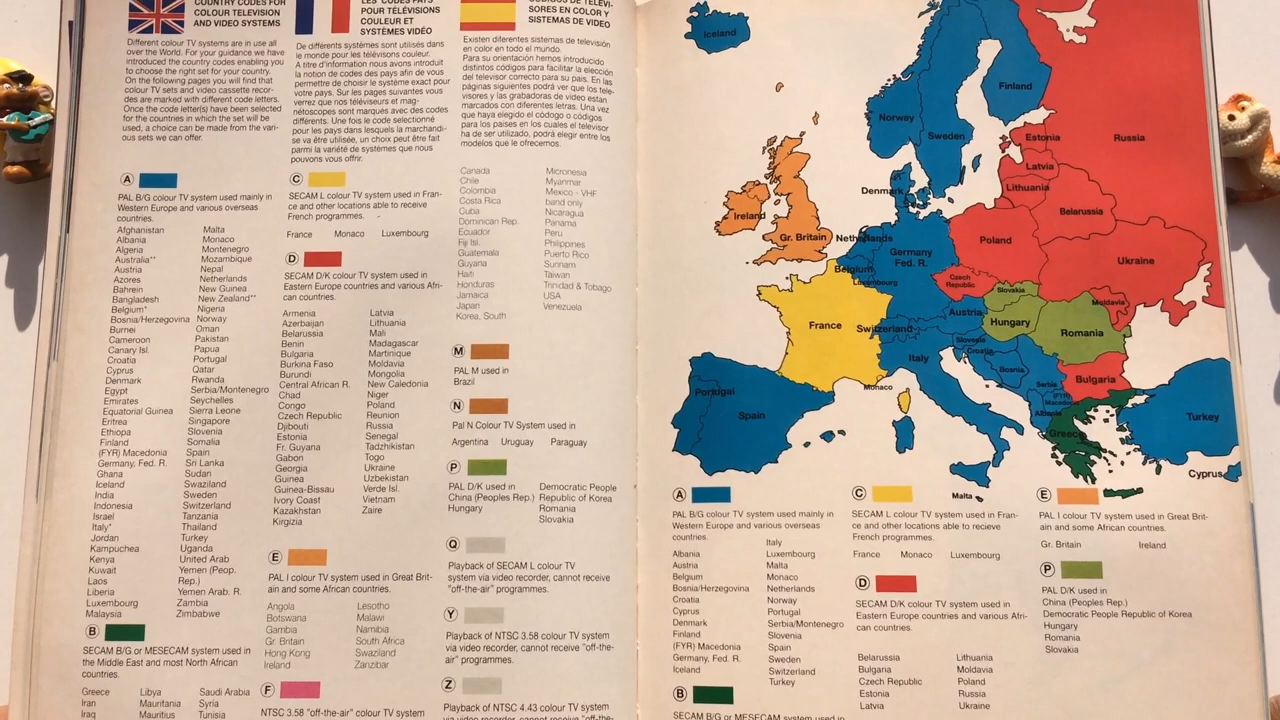 COUNTRY CODES FOR
COLOUR TELEVISION
AND VIDEO SYSTEMS
Different colour TV systems are in use all
over the World. For your guidance we have
introduced the country codes enabling you
to choose the right set for your country.
On the following pages you will find that
colour TV sets and video cassette recor-
ders are marked with different code letters.
Once the code letter(s) have been selected
for the countries in which the set will be
used, a choice can be made from the vari-
ous sets we can offer.
LES CODES PAYS
POUR TÉLÉVISIONS
COULEUR ET
SYSTÈMES VIDÉO
De différents systèmes sont utilisés dans
le monde pour les télévisons couleur.
A titre d'information nous avons introduit
la notion de codes des pays afin de vous
permettre de choisir le système exact pour
votre pays. Sur les pages suivantes vous
verrez que nos téléviseurs et mag-
nétoscopes sont marqués avec des codes
différents. Une fois le code selectionné
pour les pays dans lesquels la marchandi-
se va être utilisée, un choix peut être fait
parmi la variété de systèmes que nous
pouvons vous offrir.
CÓDIGOS DE TELEVI-
SORES EN COLOR Y
SISTEMAS DE VIDEO
Existen diferentes sistemas de televisión
en color en todo el mundo.
Para su orientación hemos introducido
distintos códigos para facilitar la elección
del televisor correcto para su pais. En las
páginas siguientes podrá ver que los tele-
visores y las grabadoras de video estan
marcados con diferentes letras. Una vez
que haya elegido el códogo o códigos
para los paises en los cuales el televisor
ha de ser utilizado, podrá elegir entre los
modelos que le ofrecemos.
A
PAL B/G colour TV system used mainly in
Western Europe and various overseas
countries.
Afghanistan
Albania
Algeria
Australia**
Austria
Azores
Bahrein
Bangladesh
Belgium*
Bosnia/Herzegovina
Burnei
Cameroon
Canary Isl.
Croatia
Cyprus
Denmark
Egypt
Emirates
Equatorial Guinea
Eritrea
Ethiopa
Finland
(FYR) Macedonia
Germany, Fed. R.
Ghana
Iceland
India
Indonesia
Israel
Italy*
Jordan
Kampuchea
Kenya
Kuwait
Laos
Liberia
Luxembourg
Malaysia
Malta
Monaco
Montenegro
Mozambique
Nepal
Netherlands
New Guinea
New Zealand**
Nigeria
Norway
Oman
Pakistan
Papua
Portugal
Qatar
Rwanda
Serbia/Montenegro
Seychelles
Sierra Leone
Singapore
Slovenia
Somalia
Spain
Sri Lanka
Sudan
Swaziland
Sweden
Switzerland
Tanzania
Thailand
Turkey
Uganda
United Arab
Yemen (Peop.
Rep.)
Yemen Arab. R.
Zambia
Zimbabwe
B
SECAM B/G or MESECAM system used in
the Middle East and most North African
countries.
Greece
Iran
Iraq
Libya
Mauritania
Mauritius
Saudi Arabia
Syria
Tunisia
C
SECAM L colour TV system used in Fran-
ce and other locations able to receive
French programmes.
France Monaco Luxembourg
D
SECAM D/K colour TV system used in
Eastern Europe countries and various Afri-
can countries.
Armenia
Azerbaijan
Belarussia
Benin
Bulgaria
Burkina Faso
Burundi
Central African R.
Chad
Congo
Czech Republic
Djibouti
Estonia
Fr. Guyana
Gabon
Georgia
Guinea
Guinea-Bissau
Ivory Coast
Kazakhstan
Kirgizia
Latvia
Lithuania
Mali
Madagascar
Martinique
Moldavia
Mongolia
New Caledonia
Niger
Poland
Reunion
Russia
Senegal
Tadzhikistan
Togo
Ukraine
Uzbekistan
Verde Isl.
Vietnam
Zaire
E
PAL I colour TV system used in Great Brit-
ain and some African countries.
Angola
Botswana
Gambia
Gr. Britain
Hong Kong
Ireland
Lesotho
Malawi
Namibia
South Africa
Swaziland
Zanzibar
F
NTSC 3.58 "off-the-air" colour TV system
Canada
Chile
Colombia
Costa Rica
Cuba
Dominican Rep.
Ecuador
Fiji Isl.
Guatemala
Guyana
Haiti
Honduras
Jamaica
Japan
Korea, South
Micronesia
Myanmar
Mexico - VHF
band only
Nicaragua
Panama
Peru
Philippines
Puerto Rico
Surinam
Taiwan
Trinidad & Tobago
USA
Venezuela
M
PAL M used in
Brazil
N
Pal N Colour TV System used in
Argentina Uruguay Paraguay
P
PAL D/K used in
China (Peoples Rep.)
Hungary
Democratic People
Republic of Korea
Romania
Slovakia
Q
Playback of SECAM L colour TV
system via video recorder, cannot receive
"off-the-air" programmes.
Y
Playback of NTSC 3.58 colour TV system
via video recorder, cannot receive "off-the-
air" programmes.
Z
Playback of NTSC 4.43 colour TV system
via video recorder, cannot receive "off-the-
Iceland
Finland
Norway
Sweden
Estonia
Russia
Latvia
Lithuania
Denmark
Belarussia
Ireland
Gr. Britain
Netherlands
Germany
Fed. R.
Poland
Ukraine
Belgium
Luxembourg
Czech
Republic
Slovakia
Moldavia
France
Switzerland
Austria
Hungary
Romania
Slovenia
Croatia
Italy
Bosnia
Serbia
Bulgaria
Monaco
Portugal
Spain
(FYR)
Macedonia
Albania
Greece
Turkey
Cyprus
Malta
A
PAL B/G colour TV system used mainly in
Western Europe and various overseas
countries.
Albania
Austria
Belgium
Bosnia/Herzegovina
Croatia
Cyprus
Denmark
Finland
(FYR) Macedonia
Germany, Fed. R.
Iceland
Italy
Luxembourg
Malta
Monaco
Netherlands
Norway
Portugal
Serbia/Montenegro
Slovenia
Spain
Sweden
Switzerland
Turkey
B
SECAM B/G or MESECAM system used in
C
SECAM L colour TV system used in Fran-
ce and other locations able to recieve
French programmes.
France Monaco Luxembourg
D
SECAM D/K colour TV system used in
Eastern Europe countries and various Afri-
can countries.
Belarussia
Bulgaria
Czech Republic
Estonia
Latvia
Lithuania
Moldavia
Poland
Russia
Ukraine
E
PAL I colour TV system used in Great Brit-
ain and some African countries.
Gr. Britain Ireland
P
PAL D/K used in
China (Peoples Rep.)
Democratic People Republic of Korea
Hungary
Romania
Slovakia